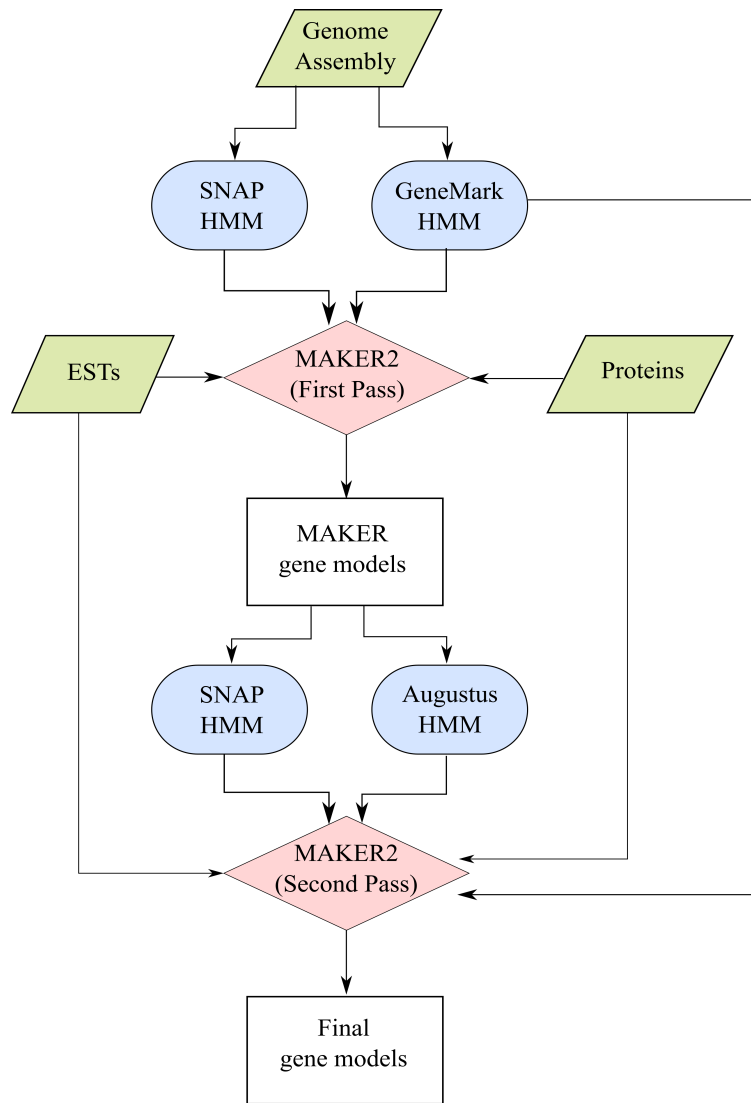 Genome
Assembly
SNAP
HMM
GeneMark
HMM
ESTs
MAKER2
(First Pass)
Proteins
MAKER
gene models
SNAP
HMM
Augustus
HMM
MAKER2
(Second Pass)
Final
gene models